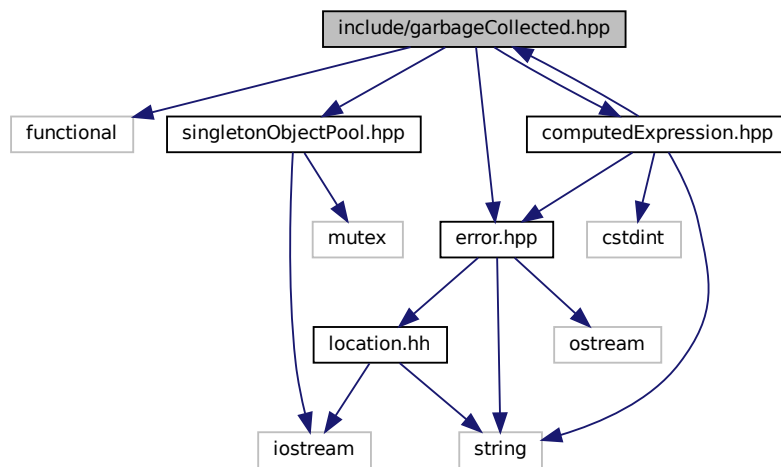 include/garbageCollected.hpp
functional
singletonObjectPool.hpp
computedExpression.hpp
mutex
error.hpp
cstdint
location.hh
ostream
iostream
string